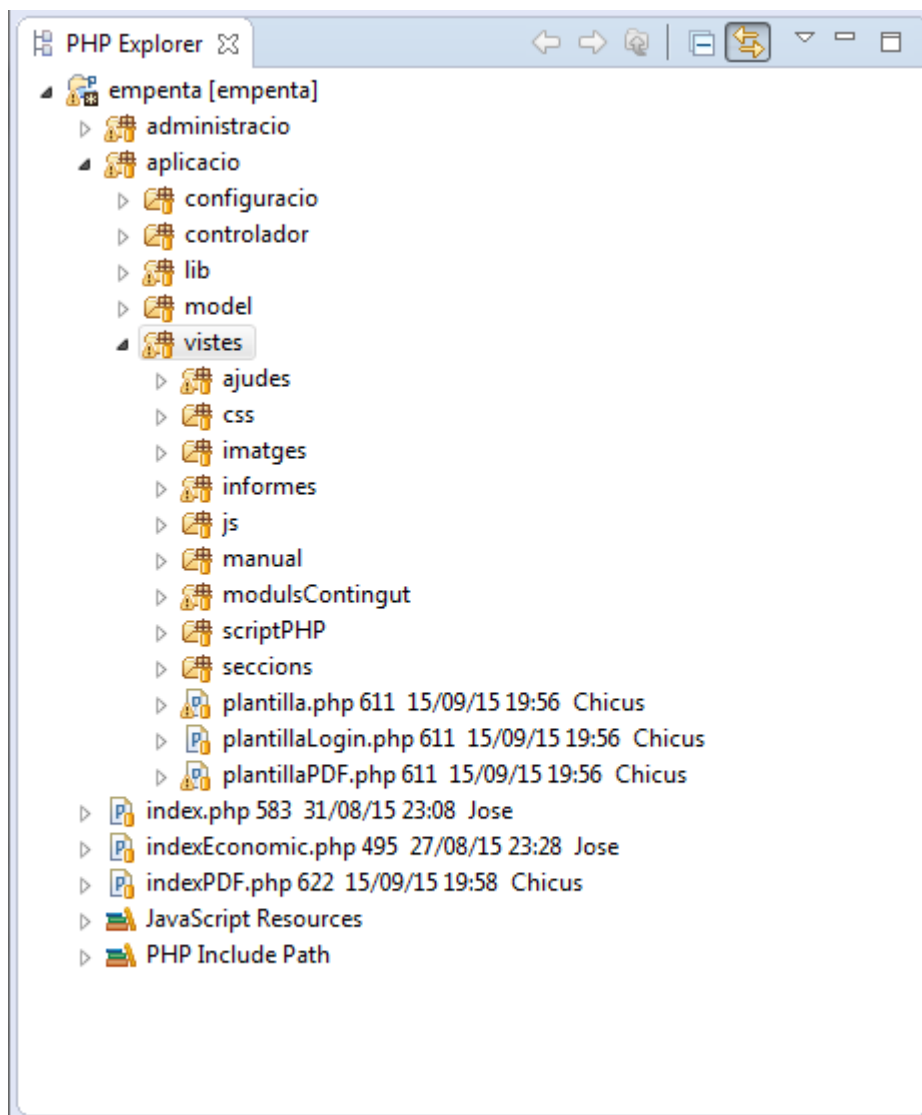 PHP Explorer
empenta [empenta]
administracio
aplicacio
configuracio
controlador
lib
model
vistes
ajudes
css
imatges
informes
js
manual
modulsContingut
scriptPHP
seccions
plantilla.php 611 15/09/15 19:56 Chicus
plantillaLogin.php 611 15/09/15 19:56 Chicus
plantillaPDF.php 611 15/09/15 19:56 Chicus
index.php 583 31/08/15 23:08 Jose
indexEconomic.php 495 27/08/15 23:28 Jose
indexPDF.php 622 15/09/15 19:58 Chicus
JavaScript Resources
PHP Include Path